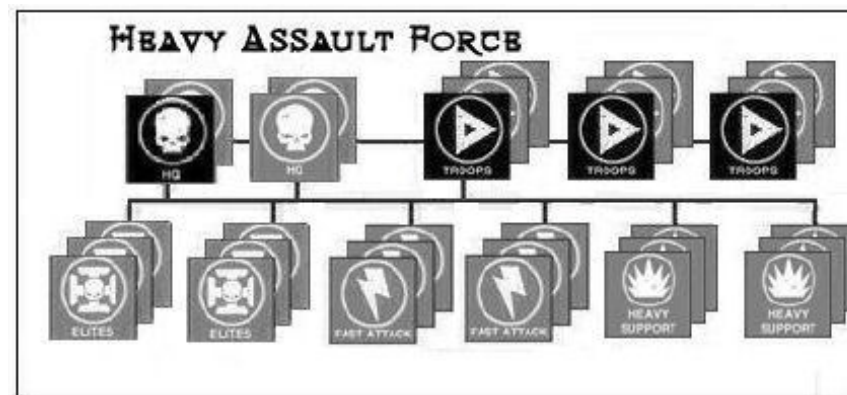 HEAVY ASSAULT FORCE
HQ
HQ
TROOPS
TROOPS
TROOPS
ELITES
ELITES
FAST ATTACK
FAST ATTACK
HEAVY
SUPPORT
HEAVY
SUPPORT